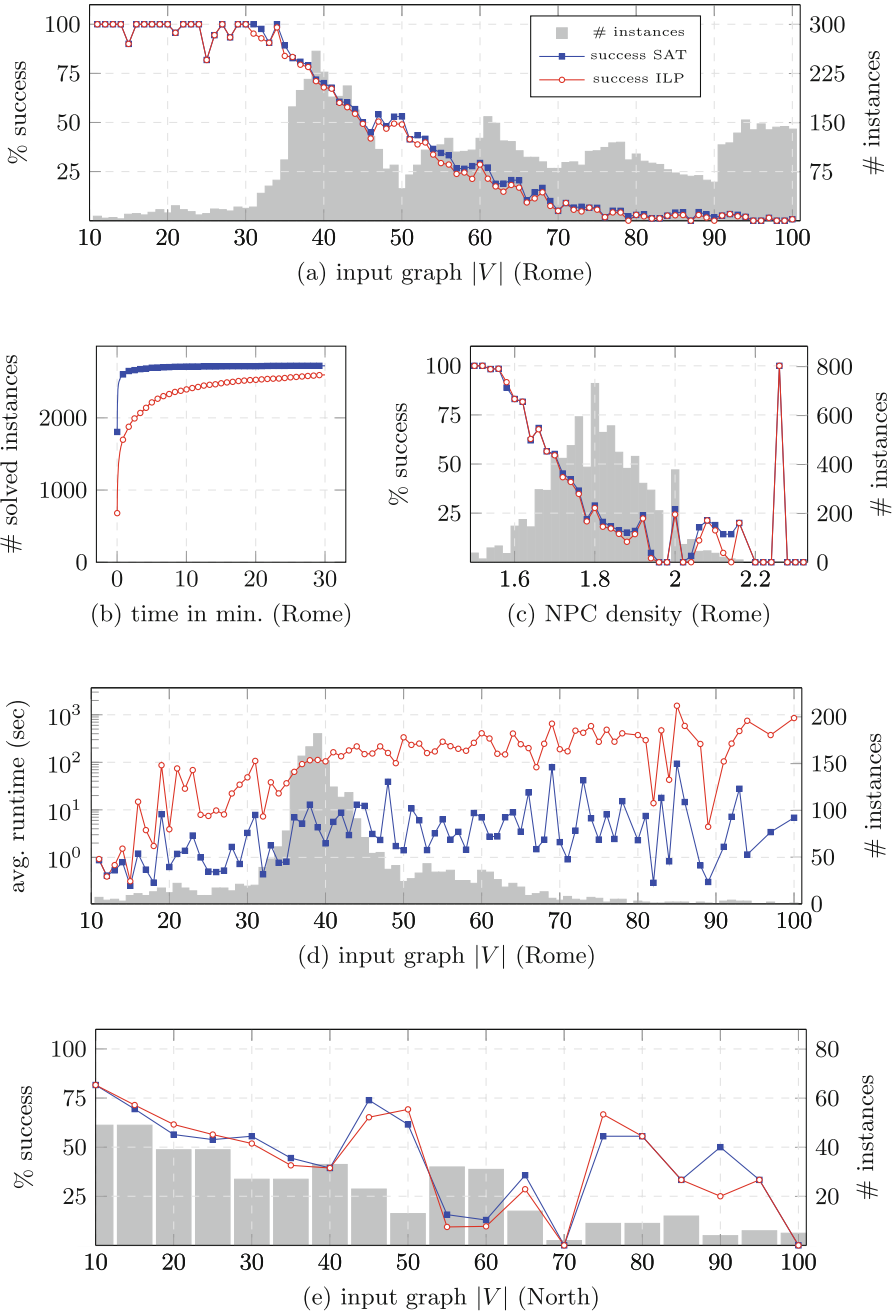 100
75
50
25
% success
300
225
150
75
# instances
# instances
success SAT
success ILP
10 20 30 40 50 60 70 80 90 100
(a) input graph |V| (Rome)
2000
1000
0
# solved instances
0 10 20 30
(b) time in min. (Rome)
100
75
50
25
% success
800
600
400
200
0
# instances
1.6 1.8 2 2.2
(c) NPC density (Rome)
10³
10²
10¹
10⁰
avg. runtime (sec)
200
150
100
50
0
# instances
10 20 30 40 50 60 70 80 90 100
(d) input graph |V| (Rome)
100
75
50
25
% success
80
60
40
20
# instances
10 20 30 40 50 60 70 80 90 100
(e) input graph |V| (North)